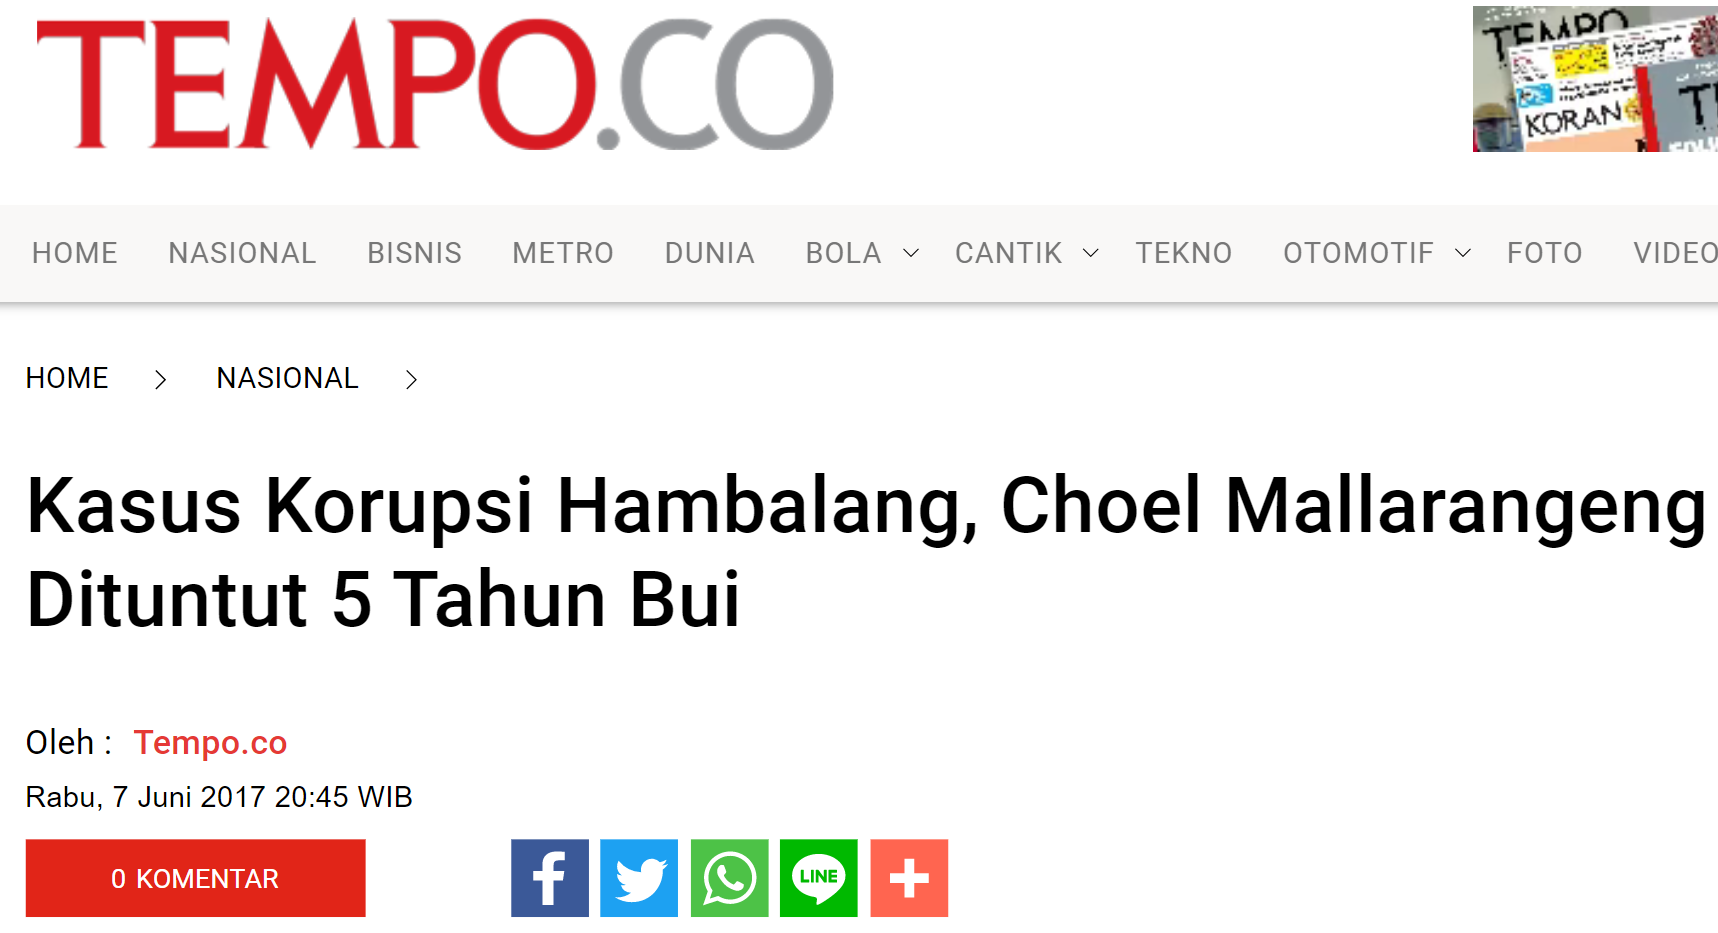 TEMPO.CO
TEMPO
KORAN
HOME NASIONAL BISNIS METRO DUNIA BOLA CANTIK TEKNO OTOMOTIF FOTO VIDEO
HOME > NASIONAL >
Kasus Korupsi Hambalang, Choel Mallarangeng
Dituntut 5 Tahun Bui
Oleh : Tempo.co
Rabu, 7 Juni 2017 20:45 WIB
0 KOMENTAR
LINE